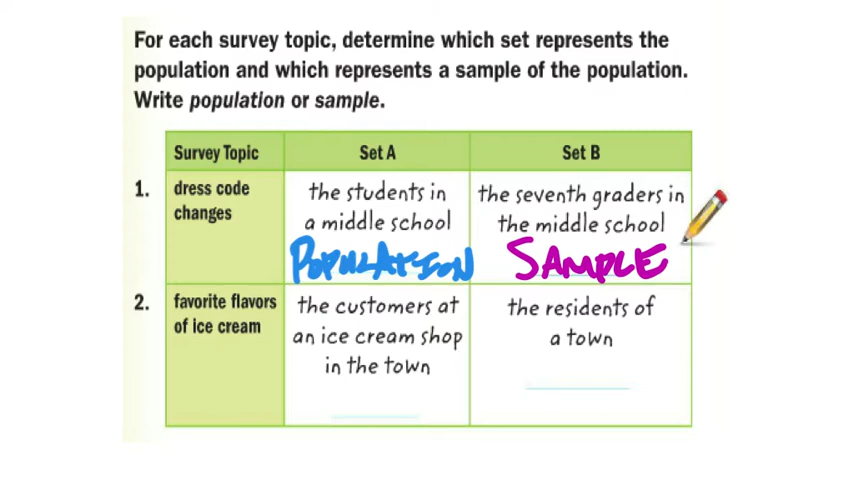 For each survey topic, determine which set represents the
population and which represents a sample of the population.
Write population or sample.
Survey Topic Set A Set B
1. dress code changes
the students in
a middle school
POPULATION
the seventh graders in
the middle school
SAMPLE
2. favorite flavors
of ice cream
the customers at
an ice cream shop
in the town
the residents of
a town